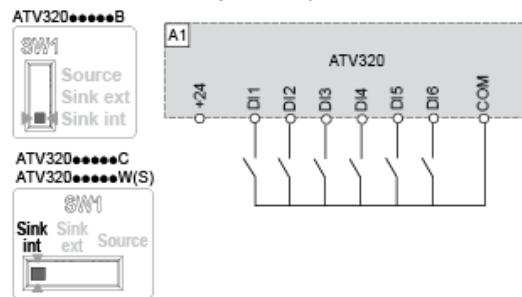 ATV320●●●●●B
SW1
Source
Sink ext
Sink int
A1
ATV320
+24
DI1
DI2
DI3
DI4
DI5
DI6
COM
ATV320●●●●●C
ATV320●●●●●W(S)
SW1
Sink int
Sink ext
Source